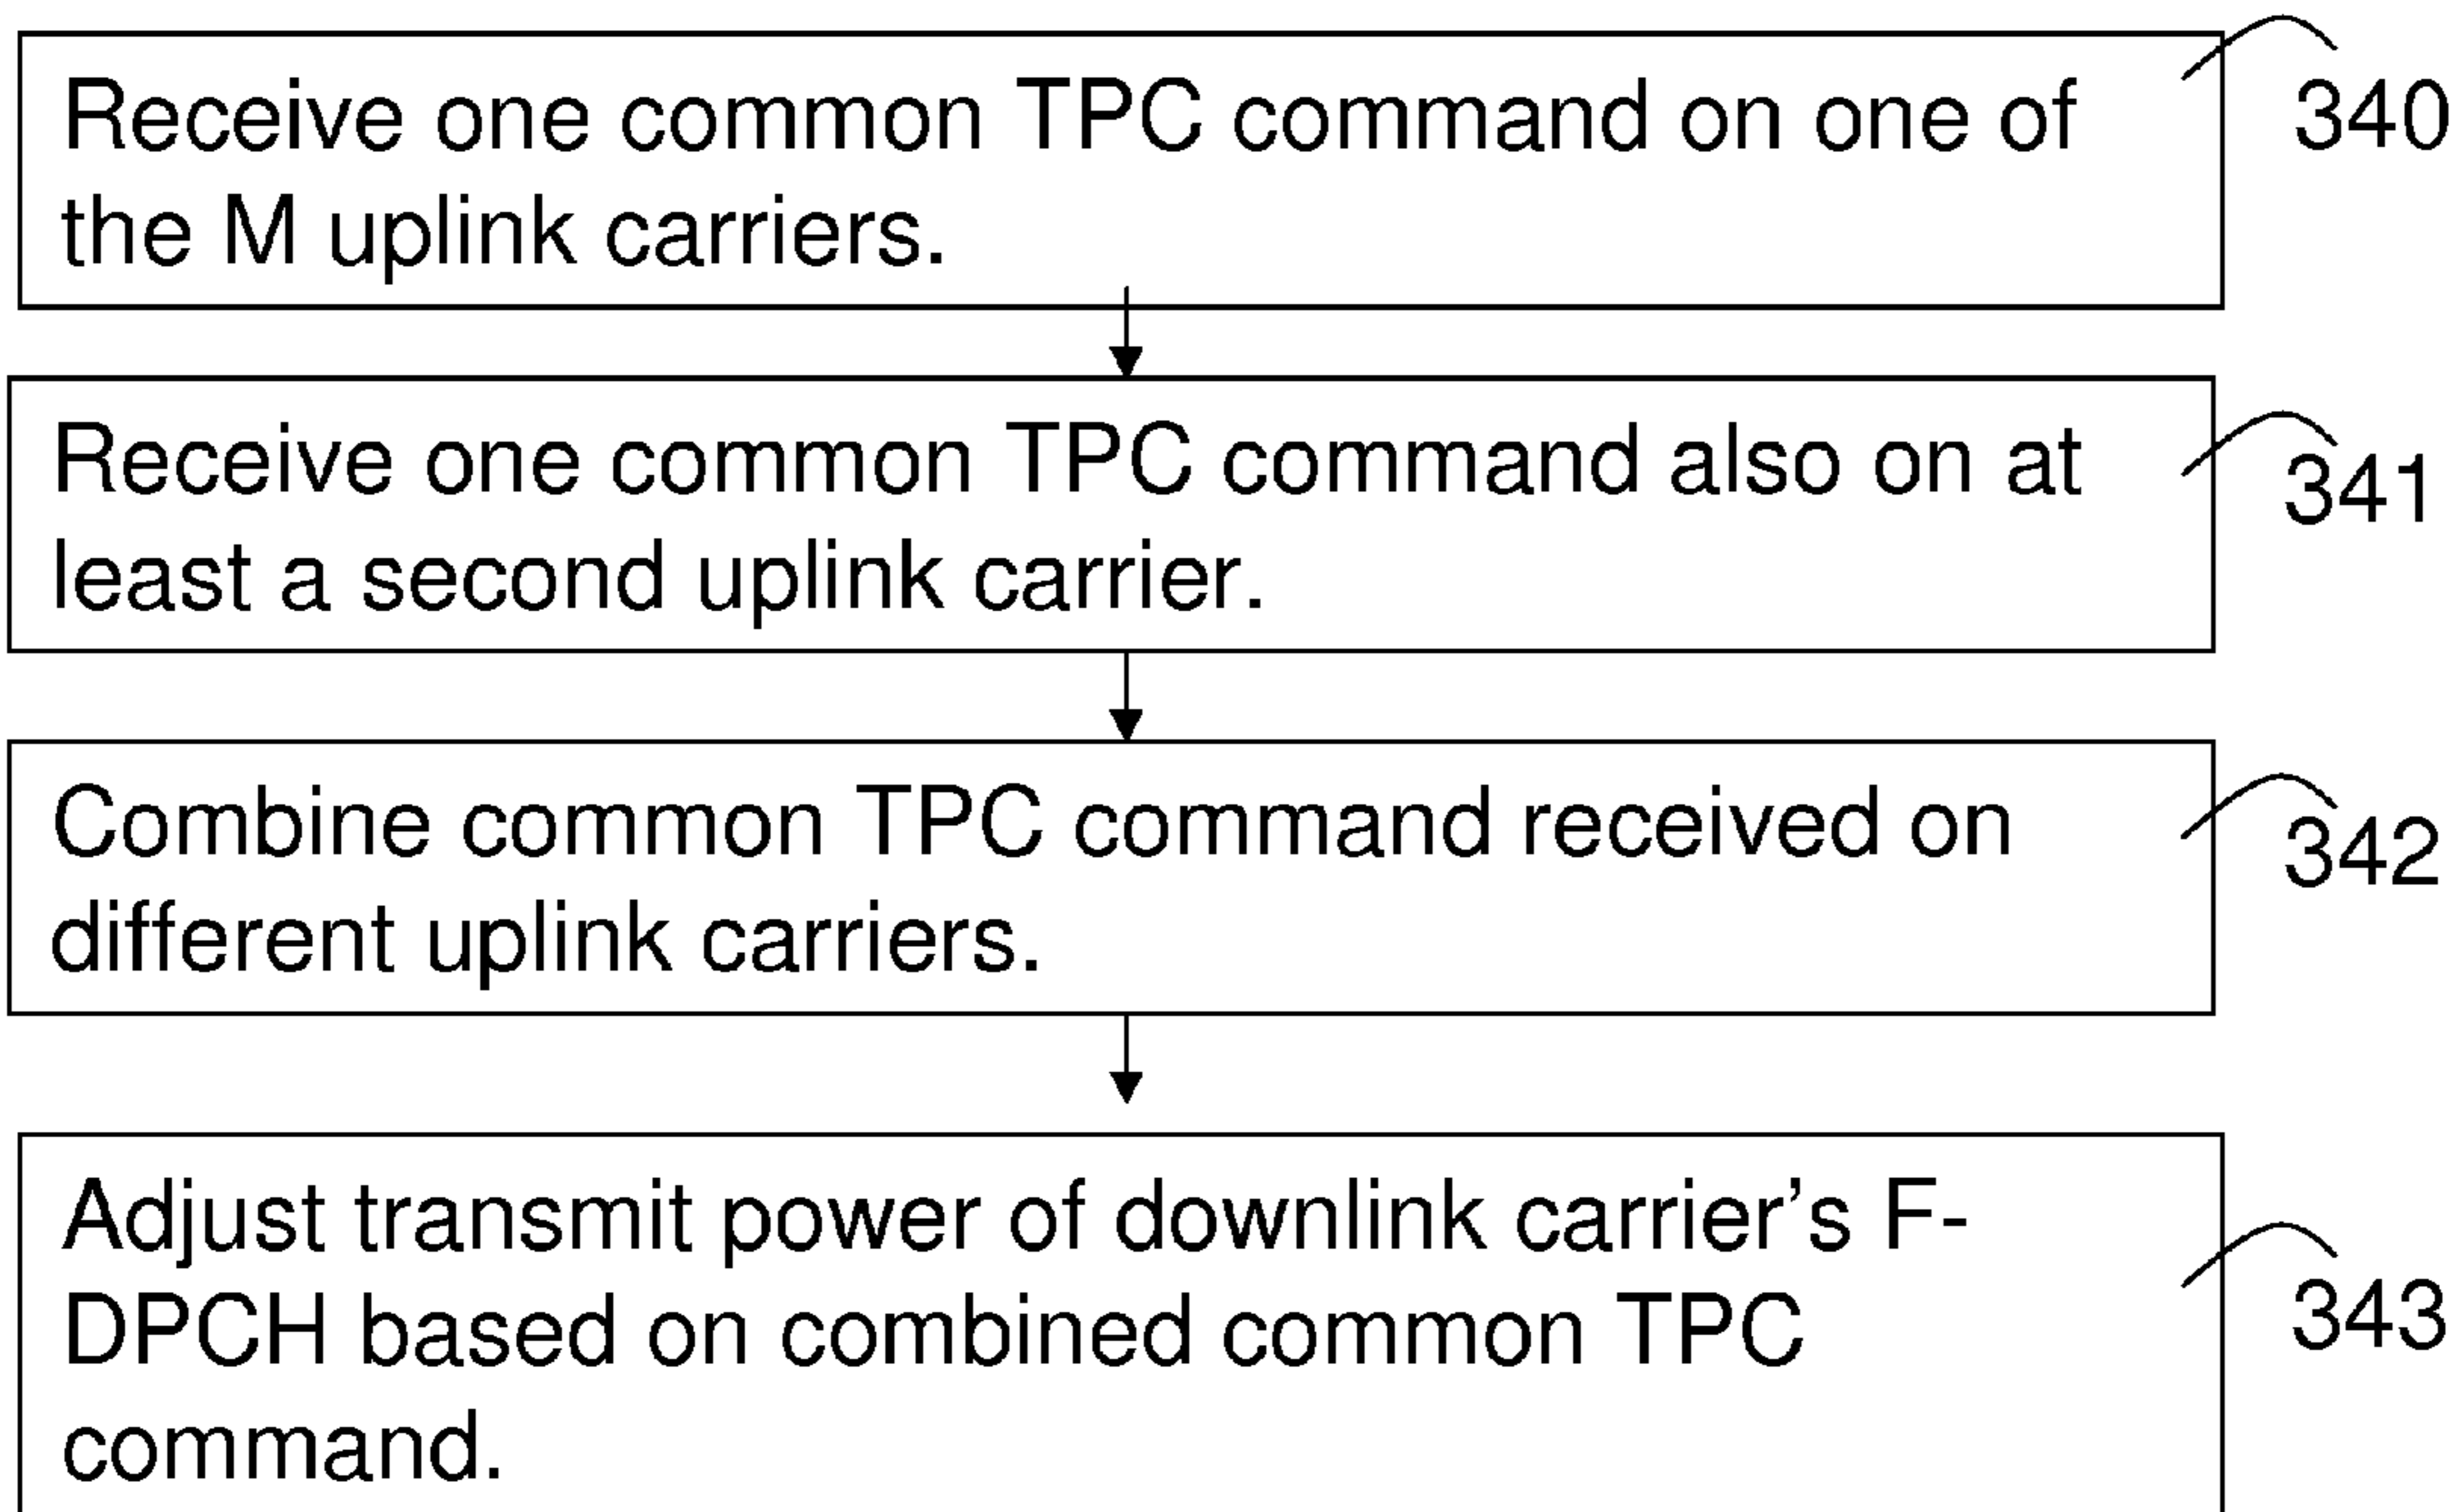 Receive one common TPC command on one of
the M uplink carriers.
340
Receive one common TPC command also on at
least a second uplink carrier.
341
Combine common TPC command received on
different uplink carriers.
342
Adjust transmit power of downlink carrier's F-
DPCH based on combined common TPC
command.
343